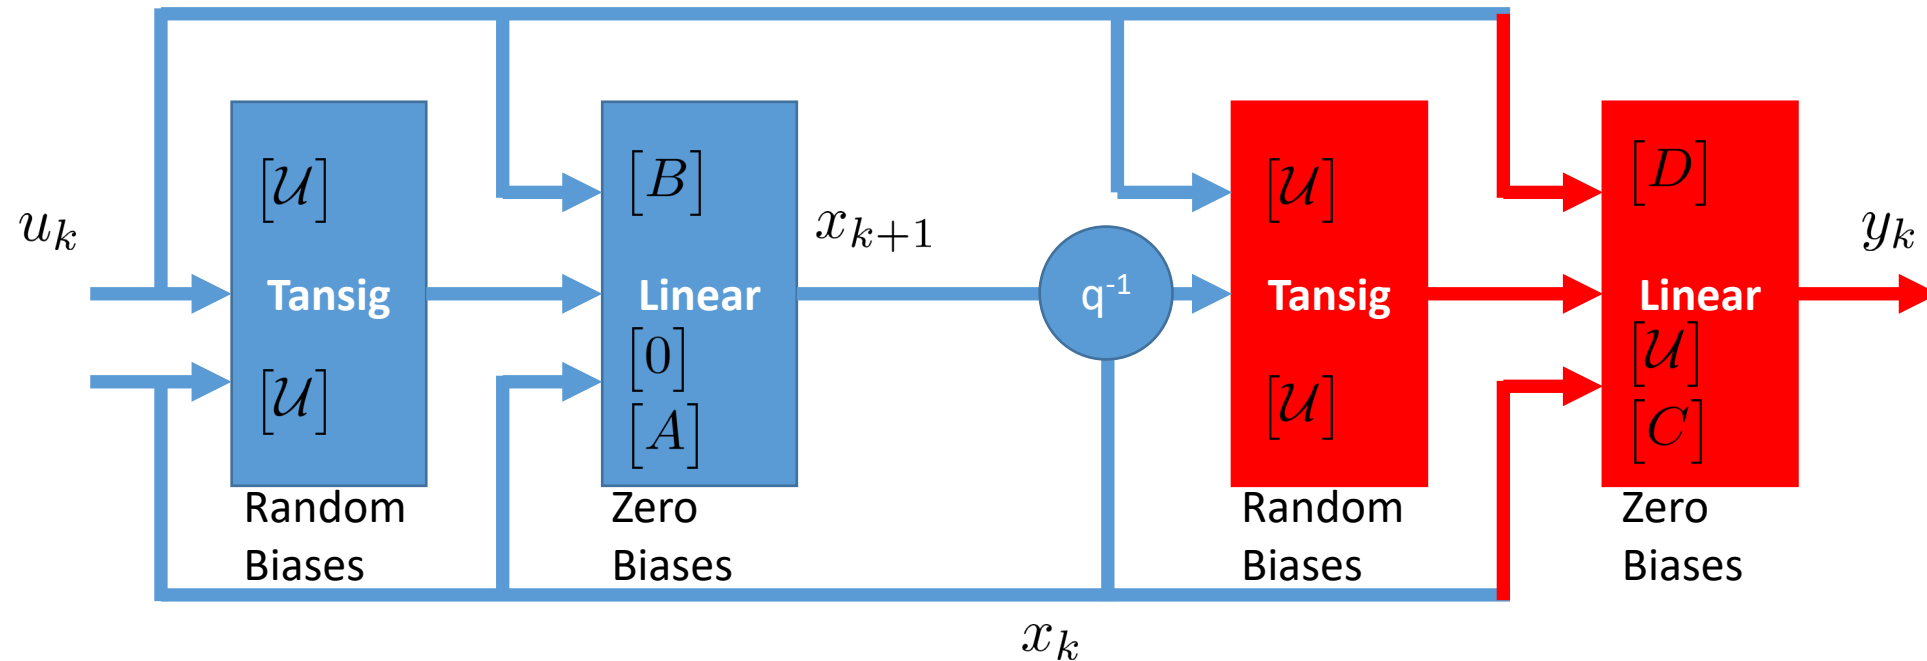 u_k
[𝒰]
Tansig
[𝒰]
Random
Biases
[B]
Linear
[0]
[A]
Zero
Biases
x_{k+1}
q^{-1}
x_k
[𝒰]
Tansig
[𝒰]
Random
Biases
[D]
Linear
[𝒰]
[C]
Zero
Biases
y_k